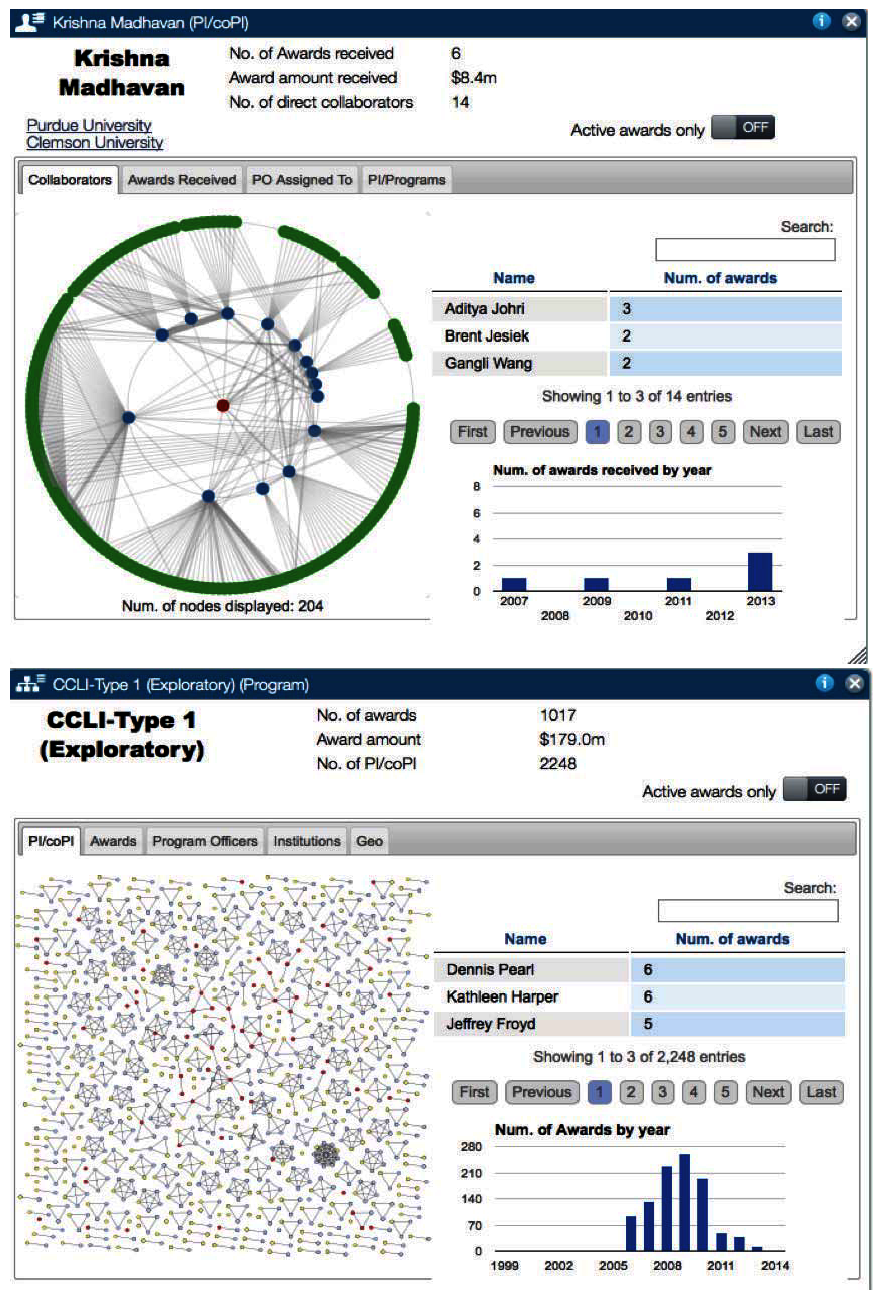 Krishna Madhavan (PI/coPI)
Krishna
Madhavan
No. of Awards received 6
Award amount received $8.4m
No. of direct collaborators 14
Purdue University
Clemson University
Active awards only OFF
Collaborators Awards Received PO Assigned To PI/Programs
Search:
Name Num. of awards
Aditya Johri 3
Brent Jesiek 2
Gangli Wang 2
Showing 1 to 3 of 14 entries
First Previous 1 2 3 4 5 Next Last
Num. of awards received by year
8
6
4
2
0
2007 2009 2011 2013
2008 2010 2012
Num. of nodes displayed: 204
CCLI-Type 1 (Exploratory) (Program)
CCLI-Type 1
(Exploratory)
No. of awards 1017
Award amount $179.0m
No. of PI/coPI 2248
Active awards only OFF
PI/coPI Awards Program Officers Institutions Geo
Search:
Name Num. of awards
Dennis Pearl 6
Kathleen Harper 6
Jeffrey Froyd 5
Showing 1 to 3 of 2,248 entries
First Previous 1 2 3 4 5 Next Last
Num. of Awards by year
280
210
140
70
0
1999 2002 2005 2008 2011 2014